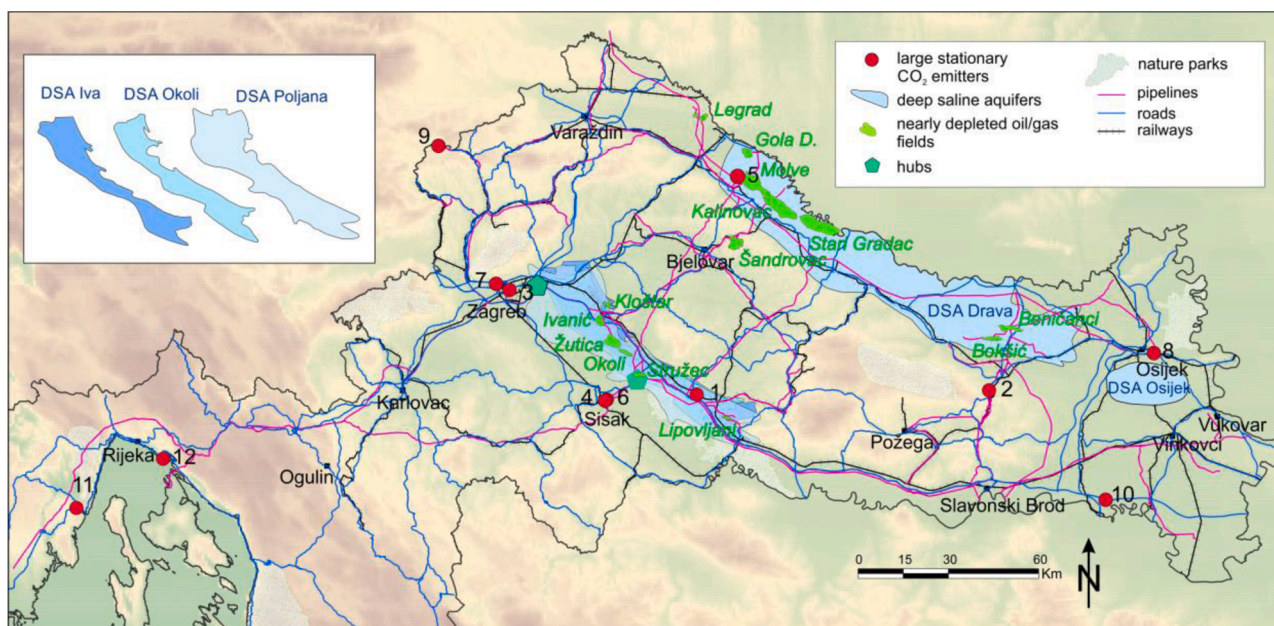 DSA Iva
DSA Okoli
DSA Poljana
large stationary
CO₂ emitters
deep saline aquifers
nearly depleted oil/gas
fields
hubs
nature parks
pipelines
roads
railways
Legrad
Varaždin
9
Gola D.
5
Molve
Kalinovac
Stari Gradac
Bjelovar
Šandrovac
7
3
Zagreb
Kloštar
Ivanić
Žutica
Okoli
Stružec
DSA Drava
Beničanci
Bokšić
8
Osijek
DSA Osijek
Karlovac
4
6
Sisak
1
2
Lipovljani
Požega
Vukovar
Vinkovci
Rijeka
12
Ogulin
11
Slavonski Brod
10
0 15 30 60
Km
N